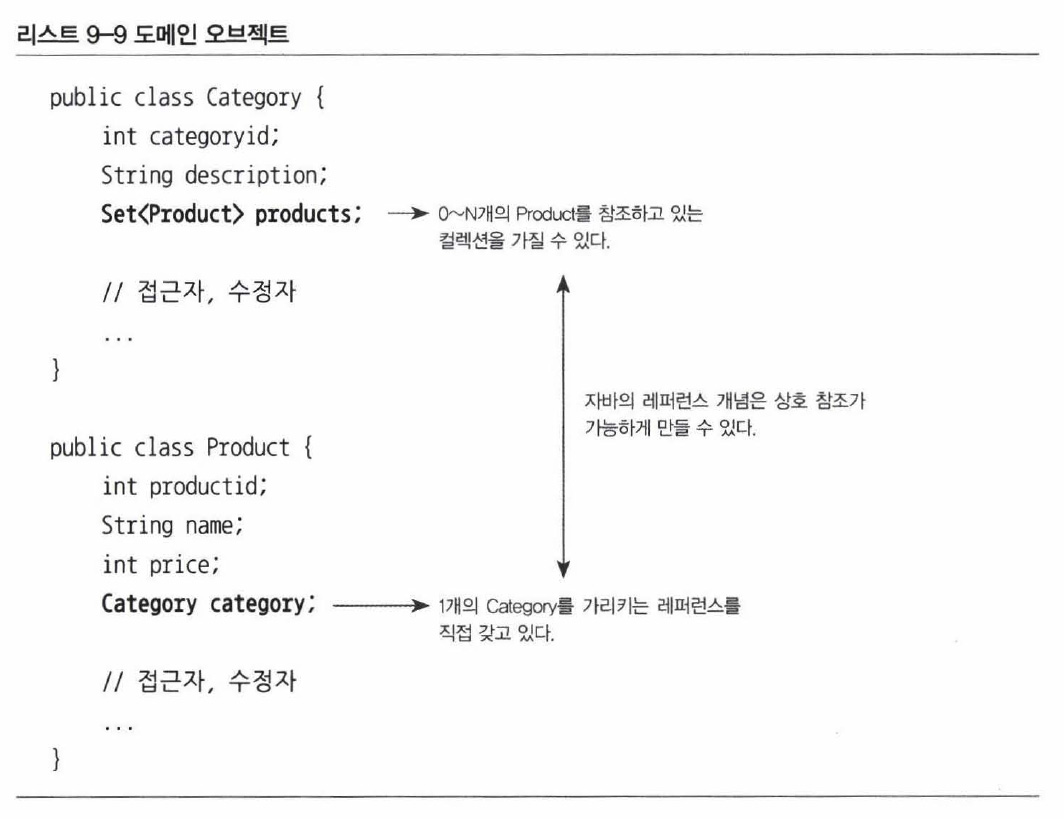 리스트 9-9 도메인 오브젝트
public class Category {
int categoryid;
String description;
Set<Product> products; 0~N개의 Product를 참조하고 있는
컬렉션을 가질 수 있다.
// 접근자, 수정자
...
}
자바의 레퍼런스 개념은 상호 참조가
가능하게 만들 수 있다.
public class Product {
int productid;
String name;
int price;
Category category; 1개의 Category를 가리키는 레퍼런스를
직접 갖고 있다.
// 접근자, 수정자
...
}